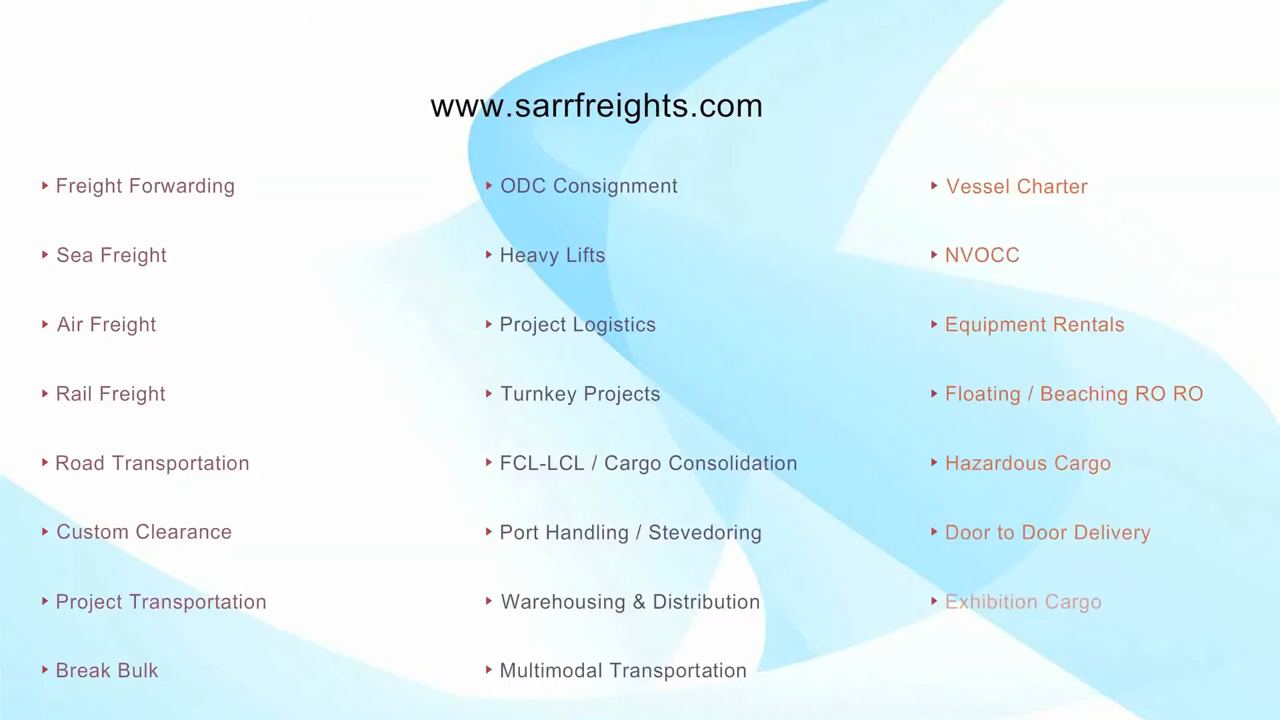 www.sarrfreights.com
Freight Forwarding
Sea Freight
Air Freight
Rail Freight
Road Transportation
Custom Clearance
Project Transportation
Break Bulk
ODC Consignment
Heavy Lifts
Project Logistics
Turnkey Projects
FCL-LCL / Cargo Consolidation
Port Handling / Stevedoring
Warehousing & Distribution
Multimodal Transportation
Vessel Charter
NVOCC
Equipment Rentals
Floating / Beaching RO RO
Hazardous Cargo
Door to Door Delivery
Exhibition Cargo